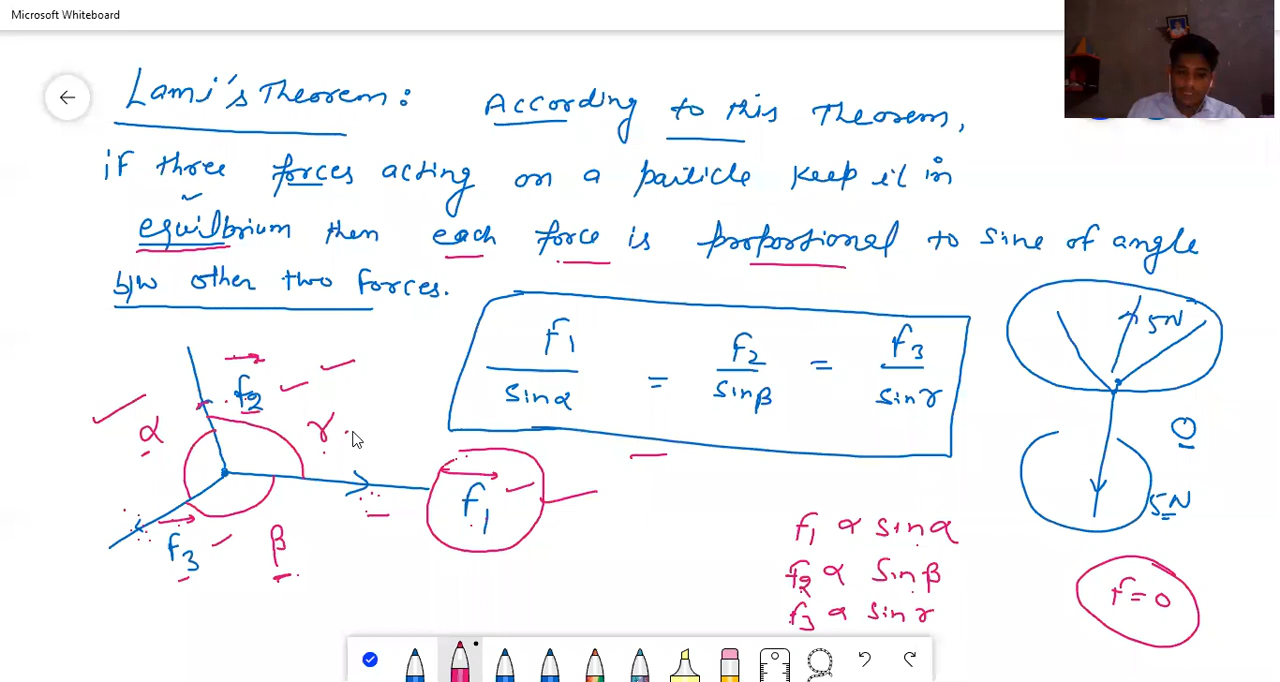 Microsoft Whiteboard
Lami's Theorem: According to this Theorem,
if three forces acting on a particle keep it in
equilbrium then each force is proportional to sine of angle
b/w other two forces.
f1/sinα = f2/sinβ = f3/sinγ
5N
f2
α
γ
0
f1
5N
f3
β
f1 ∝ sinα
f2 ∝ sinβ
f3 ∝ sinγ
f=0